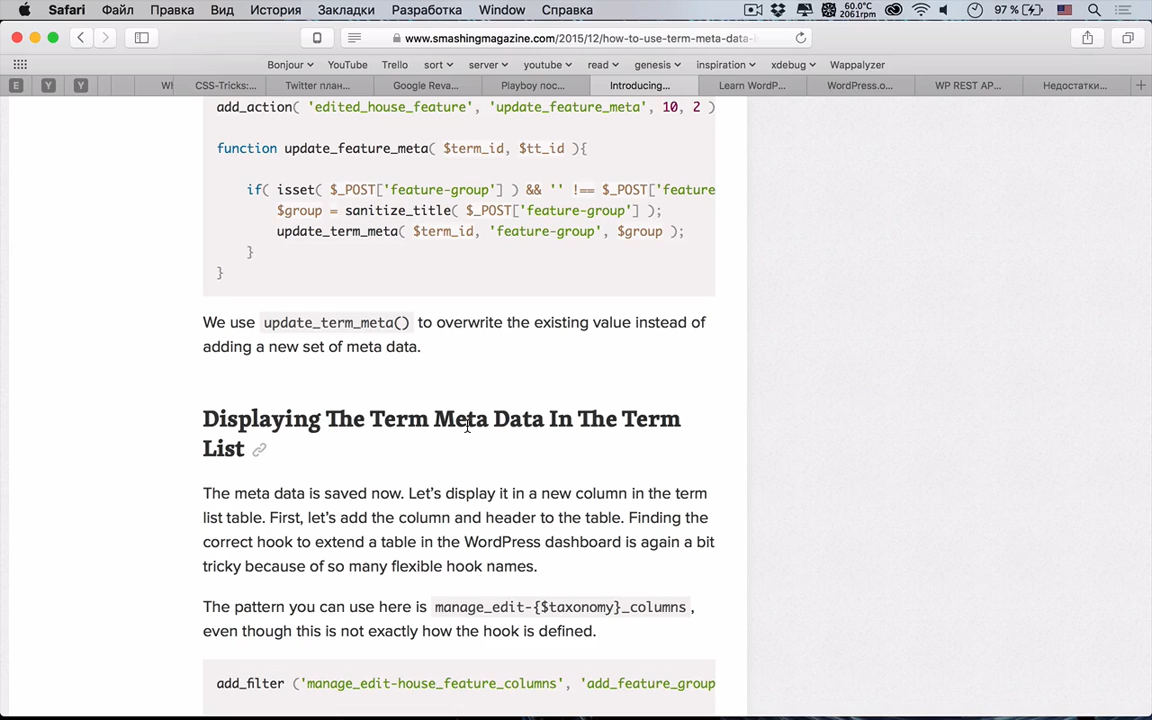 Safari Файл Правка Вид История Закладки Разработка Window Справка 60.0°C 2061rpm 97 %
www.smashingmagazine.com/2015/12/how-to-use-term-meta-data-
Bonjour YouTube Trello sort server youtube read genesis inspiration xdebug Wappalyzer
E Y Y WI CSS-Tricks:... Twitter план... Google Reva... Playboy пос... Introducing... Learn WordP... WordPress.o... WP REST AP... Недостатки...
add_action( 'edited_house_feature', 'update_feature_meta', 10, 2 )
function update_feature_meta( $term_id, $tt_id ){
if( isset( $_POST['feature-group'] ) && '' !== $_POST['feature
$group = sanitize_title( $_POST['feature-group'] );
update_term_meta( $term_id, 'feature-group', $group );
}
}
We use update_term_meta() to overwrite the existing value instead of
adding a new set of meta data.
Displaying The Term Meta Data In The Term
List
The meta data is saved now. Let’s display it in a new column in the term
list table. First, let’s add the column and header to the table. Finding the
correct hook to extend a table in the WordPress dashboard is again a bit
tricky because of so many flexible hook names.
The pattern you can use here is manage_edit-{$taxonomy}_columns ,
even though this is not exactly how the hook is defined.
add_filter ('manage_edit-house_feature_columns', 'add_feature_group